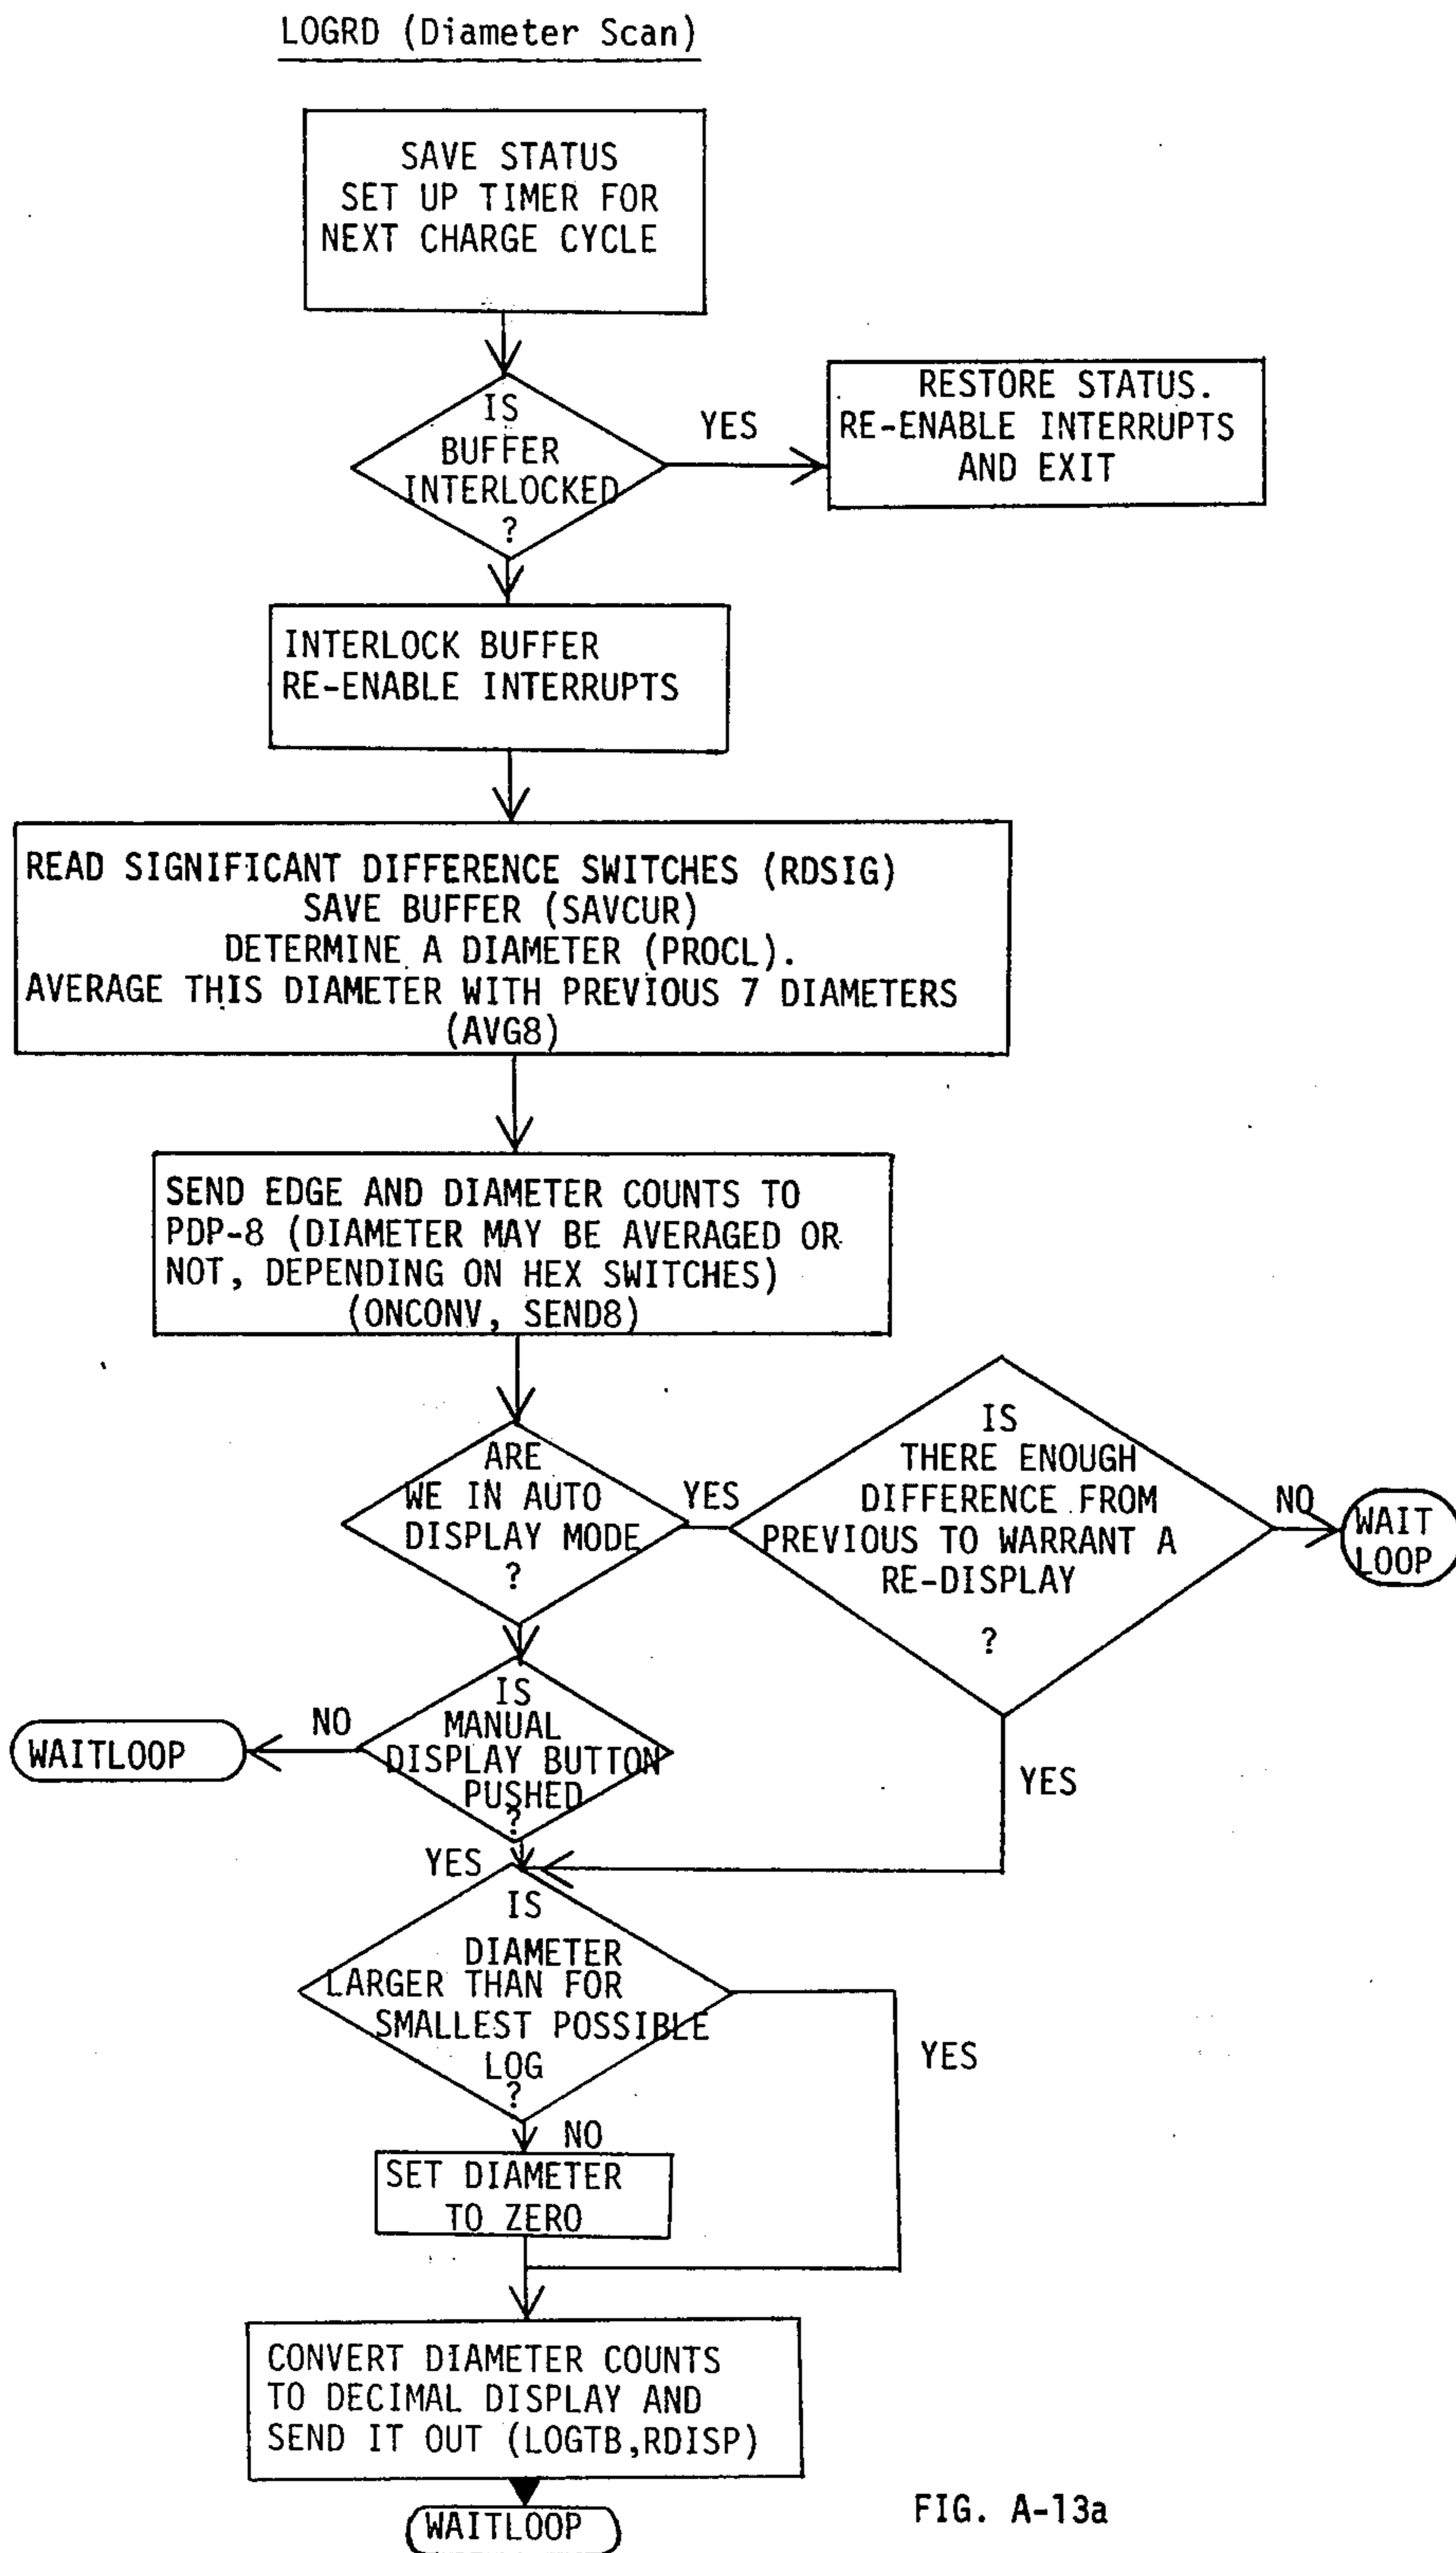 LOGRD (Diameter Scan)
SAVE STATUS
SET UP TIMER FOR
NEXT CHARGE CYCLE
IS
BUFFER
INTERLOCKED
?
YES
RESTORE STATUS.
RE-ENABLE INTERRUPTS
AND EXIT
INTERLOCK BUFFER
RE-ENABLE INTERRUPTS
READ SIGNIFICANT DIFFERENCE SWITCHES (RDSIG)
SAVE BUFFER (SAVCUR)
DETERMINE A DIAMETER (PROCL).
AVERAGE THIS DIAMETER WITH PREVIOUS 7 DIAMETERS
(AVG8)
SEND EDGE AND DIAMETER COUNTS TO
PDP-8 (DIAMETER MAY BE AVERAGED OR
NOT, DEPENDING ON HEX SWITCHES)
(ONCONV, SEND8)
ARE
WE IN AUTO
DISPLAY MODE
?
YES
IS
THERE ENOUGH
DIFFERENCE FROM
PREVIOUS TO WARRANT A
RE-DISPLAY
?
NO
WAIT
LOOP
YES
IS
MANUAL
DISPLAY BUTTON
PUSHED
?
NO
WAITLOOP
YES
IS
DIAMETER
LARGER THAN FOR
SMALLEST POSSIBLE
LOG
?
YES
NO
SET DIAMETER
TO ZERO
CONVERT DIAMETER COUNTS
TO DECIMAL DISPLAY AND
SEND IT OUT (LOGTB,RDISP)
WAITLOOP
FIG. A-13a